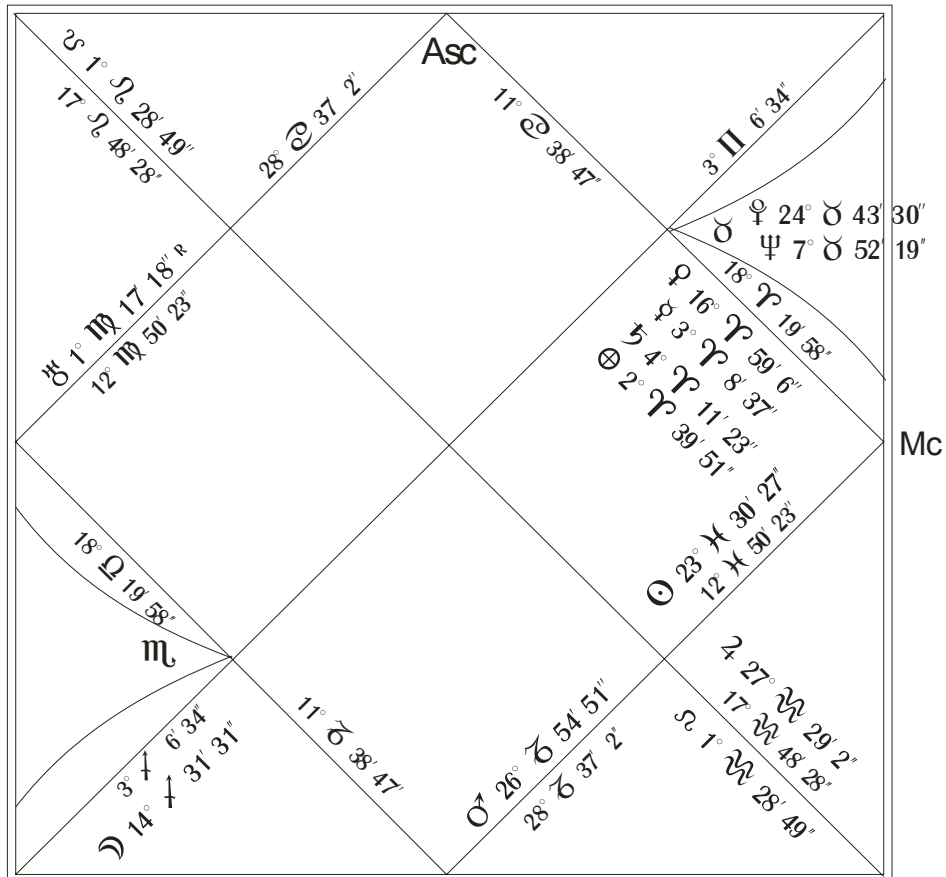 ☋ 1° ♌ 28' 49"
17° ♌ 48' 28"
28° ♋ 37' 2"
Asc
11° ♋ 38' 47"
3° ♊ 6' 34"
♉ ♇ 24° ♉ 43' 30"
♆ 7° ♉ 52' 19"
18° ♈ 19' 58"
♀ 16° ♈ 59' 6"
☿ 3° ♈ 8' 37"
♄ 4° ♈ 11' 23"
⊗ 2° ♈ 39' 51"
Mc
☉ 23° ♓ 30' 27"
12° ♓ 50' 23"
♃ 27° ♒ 29' 2"
17° ♒ 48' 28"
☊ 1° ♒ 28' 49"
♂ 26° ♑ 54' 51"
28° ♑ 37' 2"
11° ♑ 38' 47'
3° ♐ 6' 34"
☽ 14° ♐ 31' 31"
♏
18° ♎ 19' 58"
♅ 1° ♍ 17' 18" R
12° ♍ 50' 23"